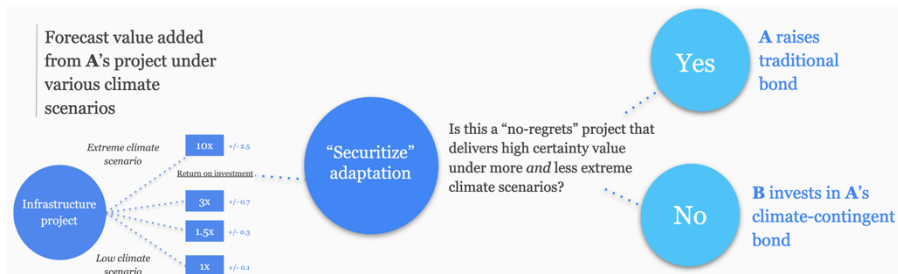 Forecast value added
from A's project under
various climate
scenarios
Extreme climate
scenario
10x +/- 2.5
Return on investment
Infrastructure
project
3x +/- 0.7
1.5x +/- 0.3
Low climate
scenario
1x +/- 0.1
“Securitize”
adaptation
Is this a “no-regrets” project that
delivers high certainty value
under more and less extreme
climate scenarios?
Yes
A raises
traditional
bond
No
B invests in A's
climate-contingent
bond